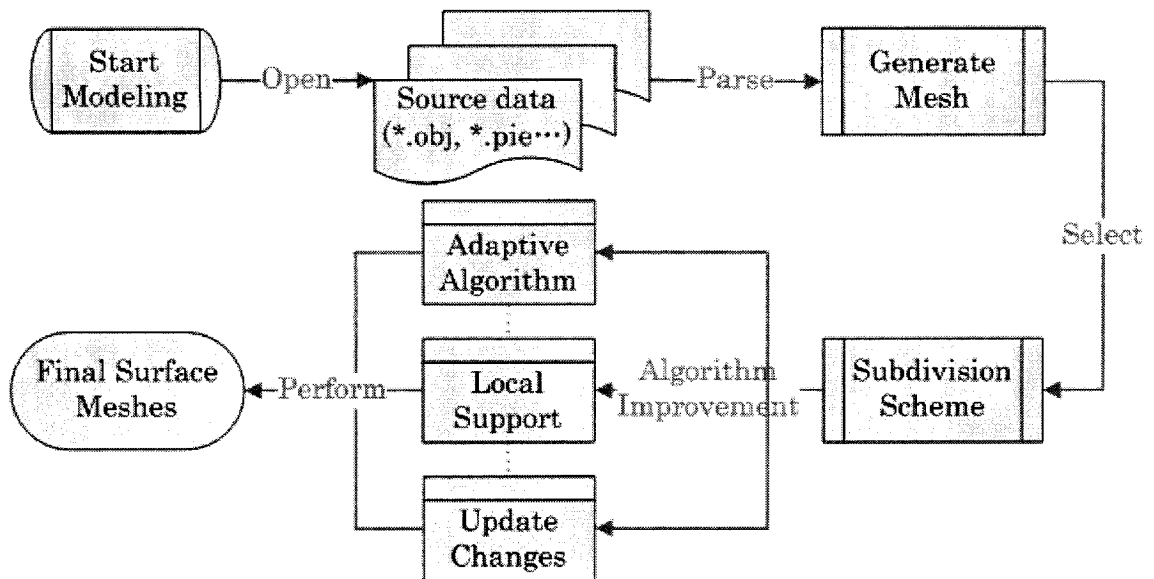 Start
Modeling
Open
Source data
(*.obj, *.pie⋯)
Parse
Generate
Mesh
Select
Subdivision
Scheme
Algorithm
Improvement
Adaptive
Algorithm
Local
Support
Update
Changes
Perform
Final Surface
Meshes